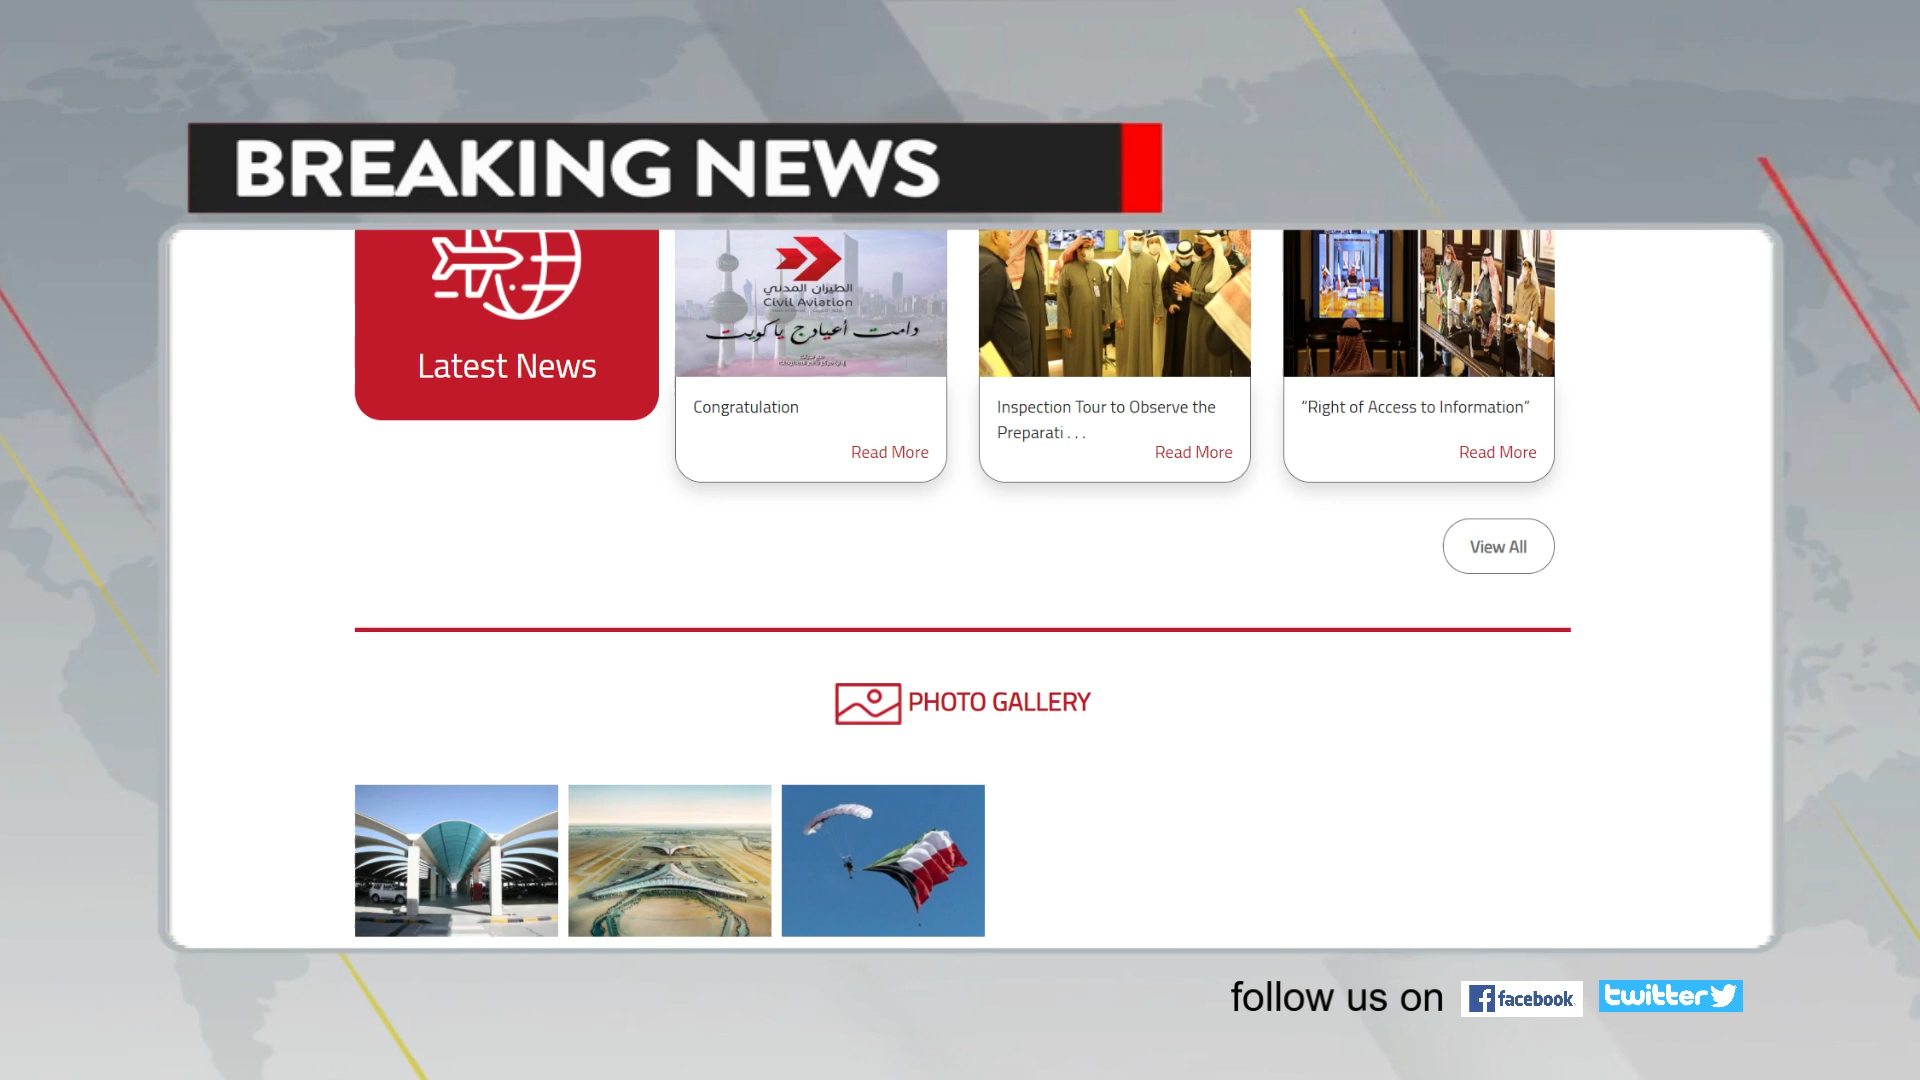 BREAKING NEWS
Latest News
الطيران المدني
Civil Aviation
دامت أعيادج ياكويت
Congratulation
Read More
Inspection Tour to Observe the
Preparati . . .
Read More
“Right of Access to Information”
Read More
View All
PHOTO GALLERY
follow us on facebook twitter